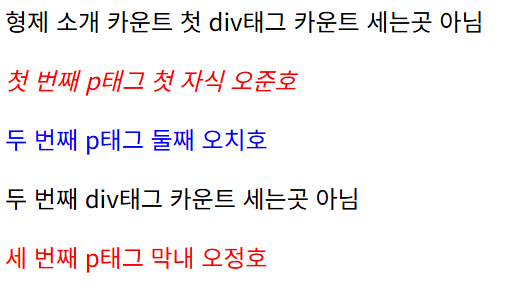 형제 소개 카운트 첫 div태그 카운트 세는곳 아님
첫 번째 p태그 첫 자식 오준호
두 번째 p태그 둘째 오치호
두 번째 div태그 카운트 세는곳 아님
세 번째 p태그 막내 오정호